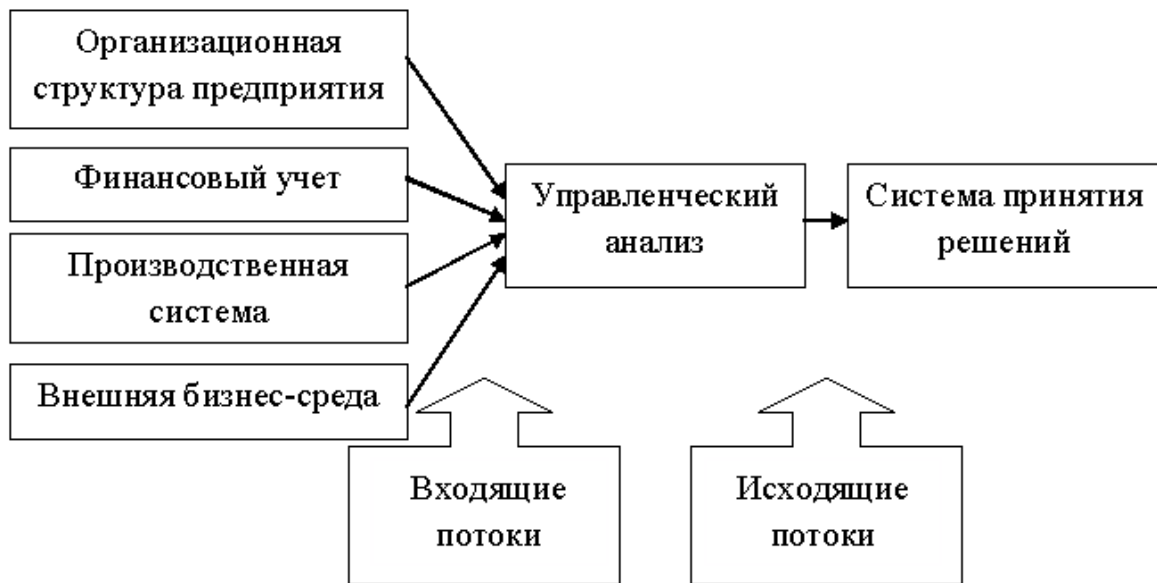 Организационная
структура предприятия
Финансовый учет
Производственная
система
Внешняя бизнес-среда
Управленческий
анализ
Система принятия
решений
Входящие
потоки
Исходящие
потоки